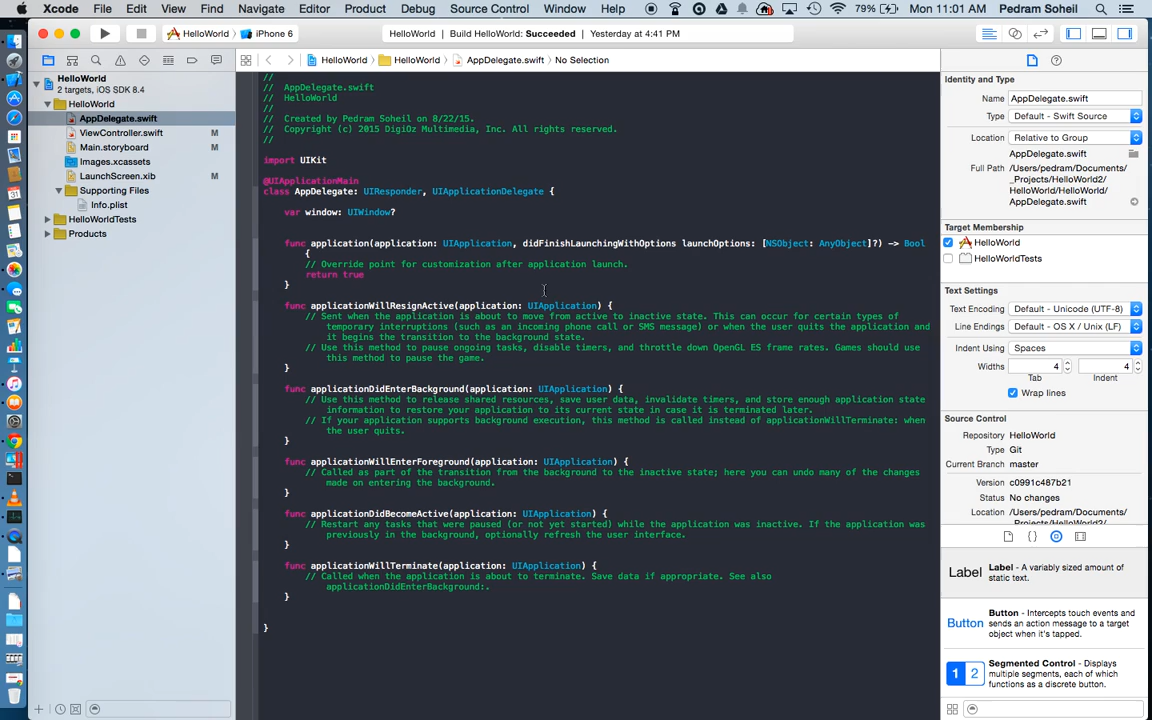 Xcode File Edit View Find Navigate Editor Product Debug Source Control Window Help 79% Mon 11:01 AM Pedram Soheil
HelloWorld iPhone 6 HelloWorld Build HelloWorld: Succeeded Yesterday at 4:41 PM
HelloWorld HelloWorld AppDelegate.swift No Selection
HelloWorld
2 targets, iOS SDK 8.4
HelloWorld
AppDelegate.swift
ViewController.swift M
Main.storyboard M
Images.xcassets
LaunchScreen.xib M
Supporting Files
Info.plist
HelloWorldTests
Products
//
// AppDelegate.swift
// HelloWorld
//
// Created by Pedram Soheil on 8/22/15.
// Copyright (c) 2015 DigiOz Multimedia, Inc. All rights reserved.
//
import UIKit
@UIApplicationMain
class AppDelegate: UIResponder, UIApplicationDelegate {
var window: UIWindow?
func application(application: UIApplication, didFinishLaunchingWithOptions launchOptions: [NSObject: AnyObject]?) -> Bool
{
// Override point for customization after application launch.
return true
}
func applicationWillResignActive(application: UIApplication) {
// Sent when the application is about to move from active to inactive state. This can occur for certain types of
temporary interruptions (such as an incoming phone call or SMS message) or when the user quits the application and
it begins the transition to the background state.
// Use this method to pause ongoing tasks, disable timers, and throttle down OpenGL ES frame rates. Games should use
this method to pause the game.
}
func applicationDidEnterBackground(application: UIApplication) {
// Use this method to release shared resources, save user data, invalidate timers, and store enough application state
information to restore your application to its current state in case it is terminated later.
// If your application supports background execution, this method is called instead of applicationWillTerminate: when
the user quits.
}
func applicationWillEnterForeground(application: UIApplication) {
// Called as part of the transition from the background to the inactive state; here you can undo many of the changes
made on entering the background.
}
func applicationDidBecomeActive(application: UIApplication) {
// Restart any tasks that were paused (or not yet started) while the application was inactive. If the application was
previously in the background, optionally refresh the user interface.
}
func applicationWillTerminate(application: UIApplication) {
// Called when the application is about to terminate. Save data if appropriate. See also
applicationDidEnterBackground:.
}
}
Identity and Type
Name AppDelegate.swift
Type Default - Swift Source
Location Relative to Group
AppDelegate.swift
Full Path /Users/pedram/Documents/
_Projects/HelloWorld2/
HelloWorld/HelloWorld/
AppDelegate.swift
Target Membership
HelloWorld
HelloWorldTests
Text Settings
Text Encoding Default - Unicode (UTF-8)
Line Endings Default - OS X / Unix (LF)
Indent Using Spaces
Widths 4 4
Tab Indent
Wrap lines
Source Control
Repository HelloWorld
Type Git
Current Branch master
Version c0991c487b21
Status No changes
Location /Users/pedram/Documents/
_Projects/HelloWorld2/
Label Label - A variably sized amount of
static text.
Button Button - Intercepts touch events and
sends an action message to a target
object when it's tapped.
1 2 Segmented Control - Displays
multiple segments, each of which
functions as a discrete button.